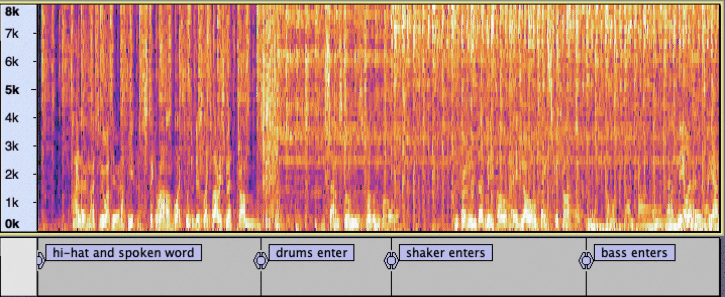 8k
7k
6k
5k
4k
3k
2k
1k
0k
hi-hat and spoken word
drums enter
shaker enters
bass enters